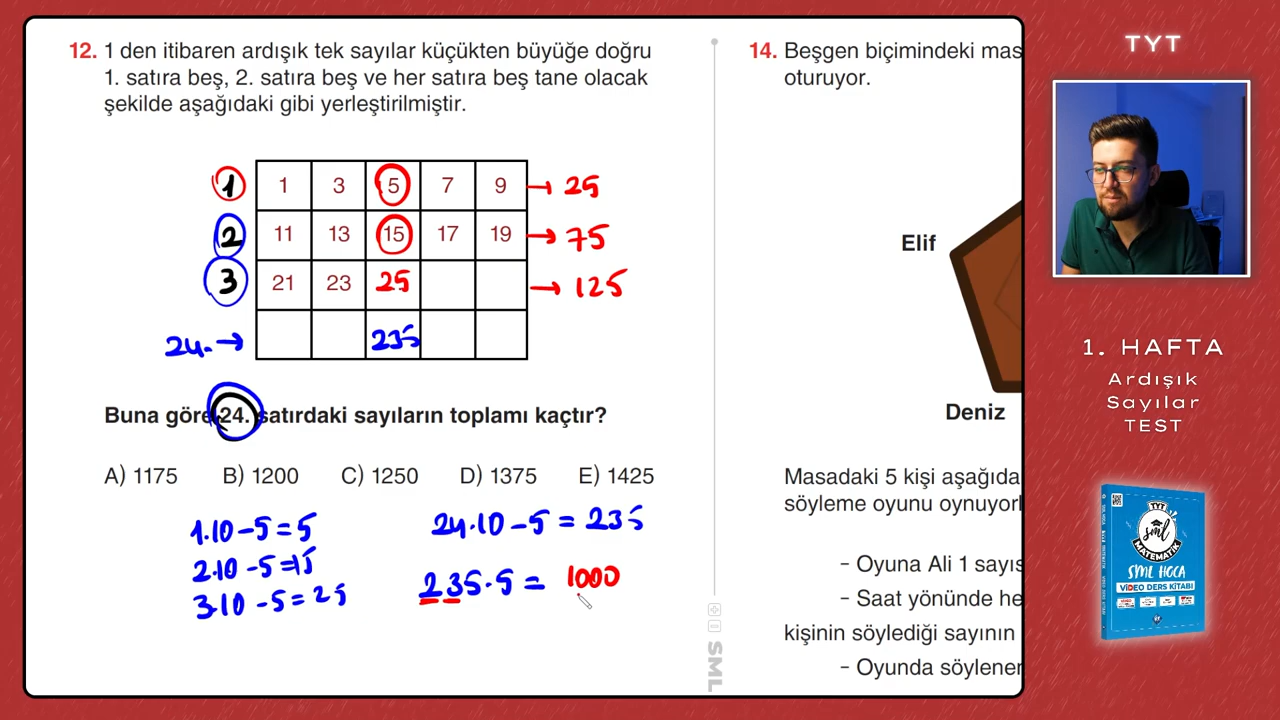 12. 1 den itibaren ardışık tek sayılar küçükten büyüğe doğru
1. satıra beş, 2. satıra beş ve her satıra beş tane olacak
şekilde aşağıdaki gibi yerleştirilmiştir.
1 1 3 5 7 9 → 25
2 11 13 15 17 19 → 75
3 21 23 25 → 125
24. → 235
Buna göre 24. satırdaki sayıların toplamı kaçtır?
A) 1175 B) 1200 C) 1250 D) 1375 E) 1425
1.10 - 5 = 5
2.10 - 5 = 15
3.10 - 5 = 25
24.10 - 5 = 235
235.5 = 1000
SML
14. Beşgen biçimindeki mas
oturuyor.
Elif
Deniz
Masadaki 5 kişi aşağıda
söyleme oyunu oynuyorl
- Oyuna Ali 1 sayıs
- Saat yönünde he
kişinin söylediği sayının
- Oyunda söylener
TYT
1. HAFTA
Ardışık
Sayılar
TEST
TYT
sml
MATEMATİK
SML HOCA
VİDEO DERS KİTABI